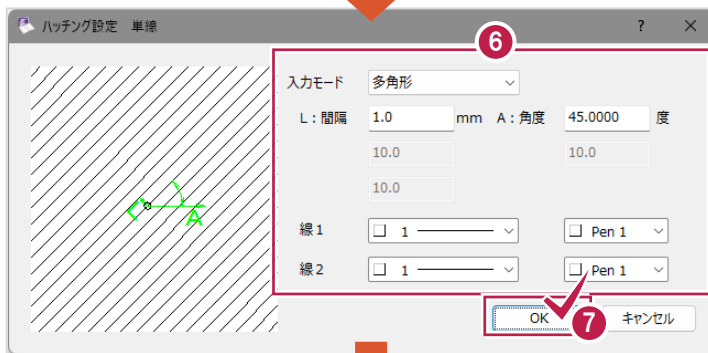 ハッチング設定 単線 ? ×
6
入力モード 多角形
L:間隔 1.0 mm A:角度 45.0000 度
10.0 10.0
10.0
L A
線1 1 Pen 1
線2 1 Pen 1
OK 7 キャンセル